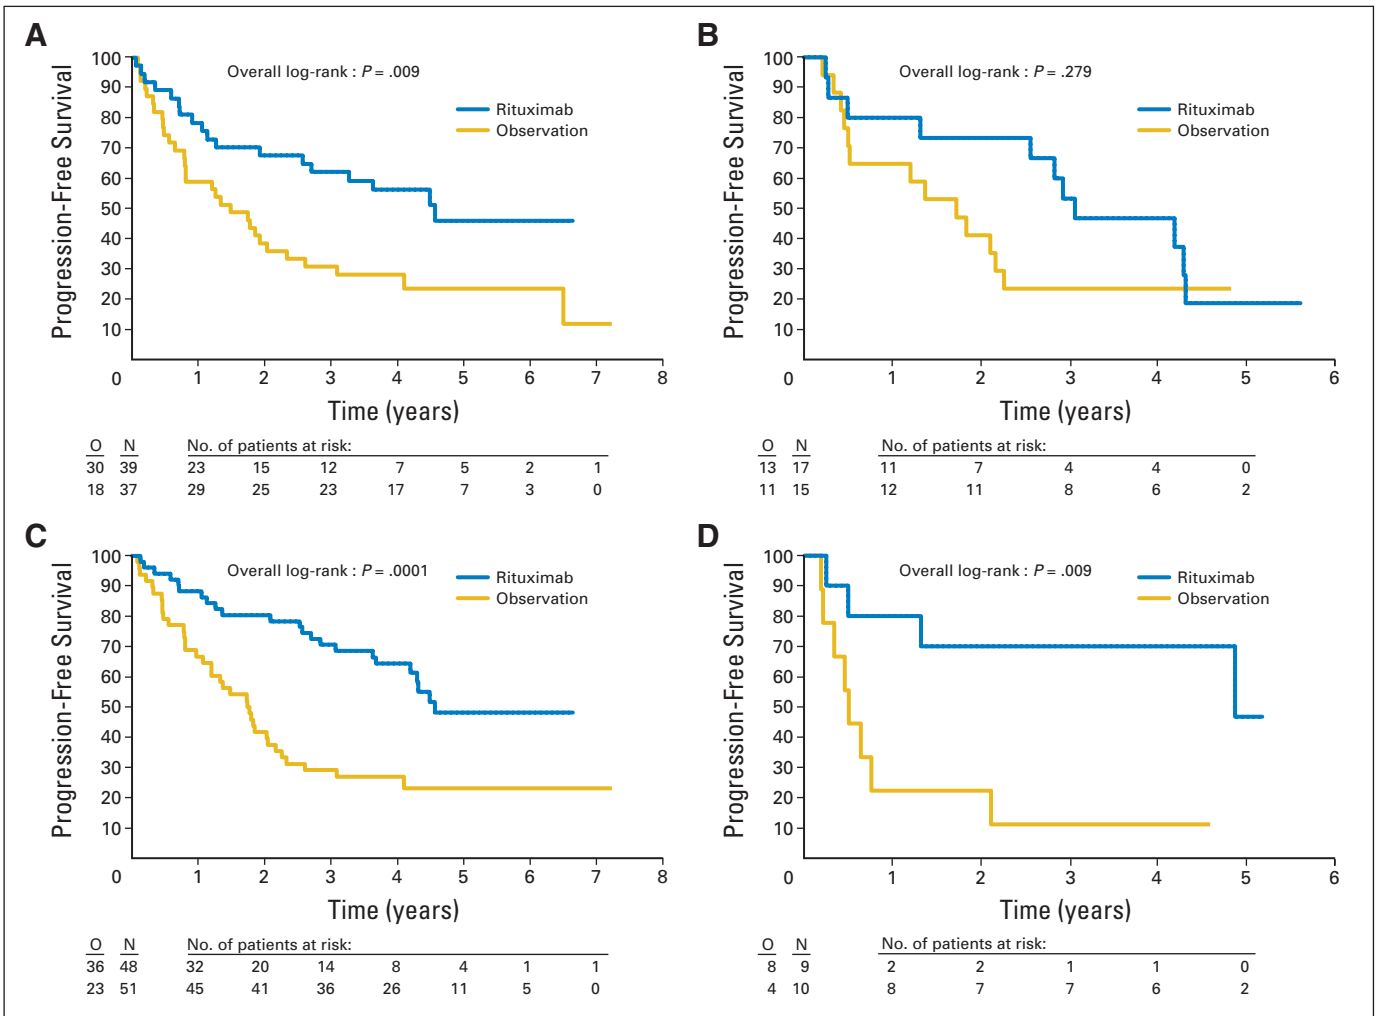 A
Overall log-rank : P = .009
Rituximab
Observation
Progression-Free Survival
100
90
80
70
60
50
40
30
20
10
0 1 2 3 4 5 6 7 8
Time (years)
O N No. of patients at risk:
30 39 23 15 12 7 5 2 1
18 37 29 25 23 17 7 3 0
B
Overall log-rank : P = .279
Rituximab
Observation
Progression-Free Survival
100
90
80
70
60
50
40
30
20
10
0 1 2 3 4 5 6
Time (years)
O N No. of patients at risk:
13 17 11 7 4 4 0
11 15 12 11 8 6 2
C
Overall log-rank : P = .0001
Rituximab
Observation
Progression-Free Survival
100
90
80
70
60
50
40
30
20
10
0 1 2 3 4 5 6 7 8
Time (years)
O N No. of patients at risk:
36 48 32 20 14 8 4 1 1
23 51 45 41 36 26 11 5 0
D
Overall log-rank : P = .009
Rituximab
Observation
Progression-Free Survival
100
90
80
70
60
50
40
30
20
10
0 1 2 3 4 5 6
Time (years)
O N No. of patients at risk:
8 9 2 2 1 1 0
4 10 8 7 7 6 2